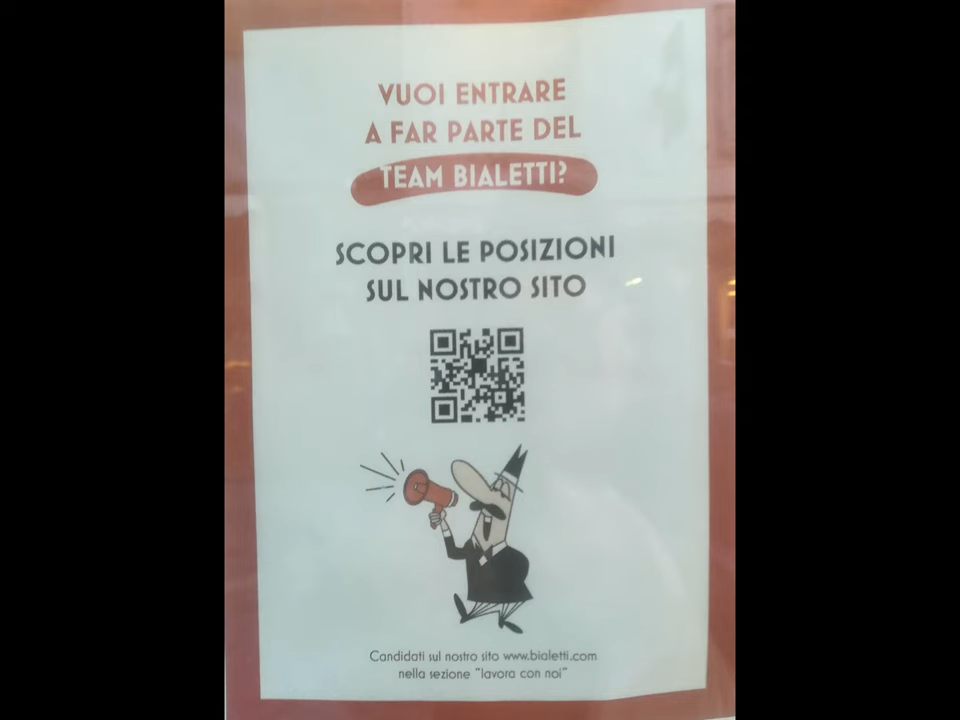 VUOI ENTRARE
A FAR PARTE DEL
TEAM BIALETTI?
SCOPRI LE POSIZIONI
SUL NOSTRO SITO
Candidati sul nostro sito www.bialetti.com
nella sezione "lavora con noi"